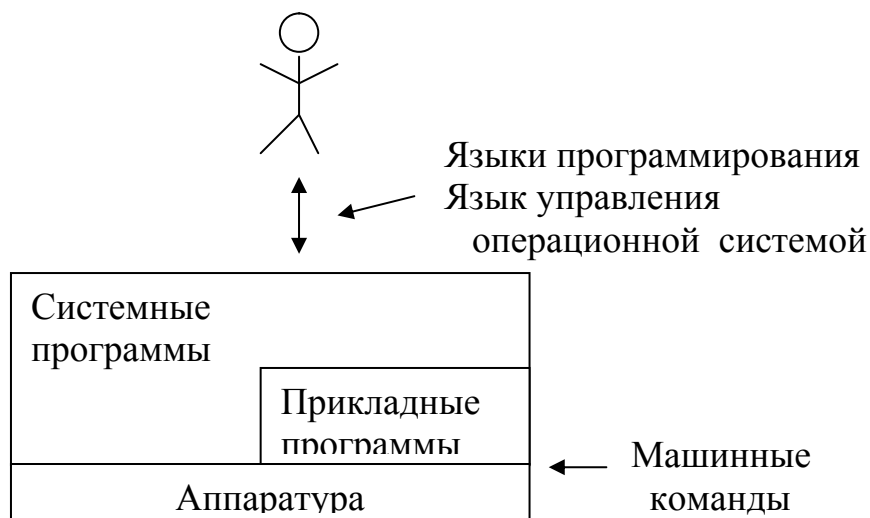 Языки программирования
Язык управления
операционной системой
Системные
программы
Прикладные
программы
Машинные
команды
Аппаратура